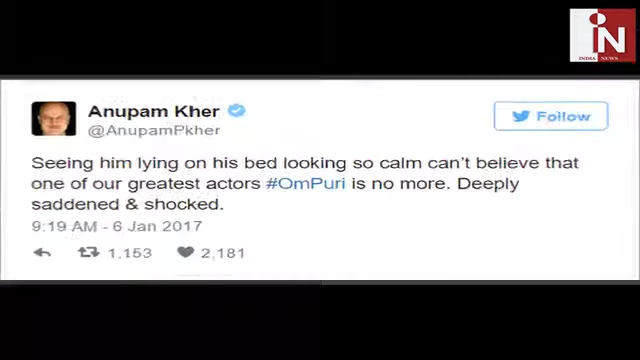 IN
INDIA NEWS
Anupam Kher
@AnupamPkher
Follow
Seeing him lying on his bed looking so calm can't believe that
one of our greatest actors #OmPuri is no more. Deeply
saddened & shocked.
9:19 AM - 6 Jan 2017
1,153 2,181